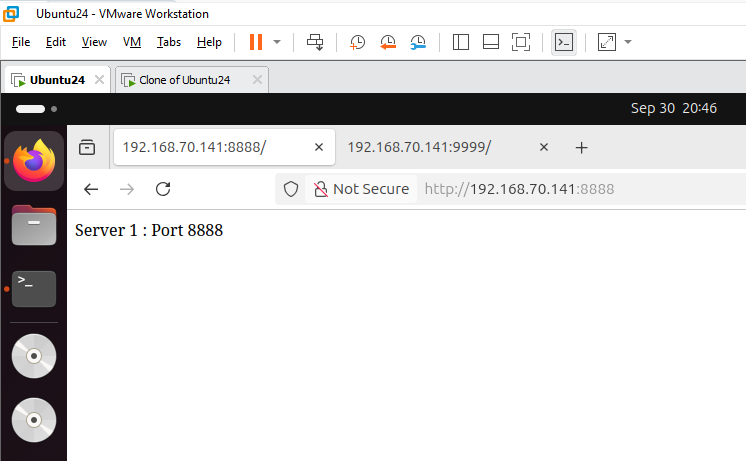 Ubuntu24 - VMware Workstation
File Edit View VM Tabs Help
Ubuntu24 Clone of Ubuntu24
Sep 30 20:46
192.168.70.141:8888/ 192.168.70.141:9999/
Not Secure http://192.168.70.141:8888
Server 1 : Port 8888
>_